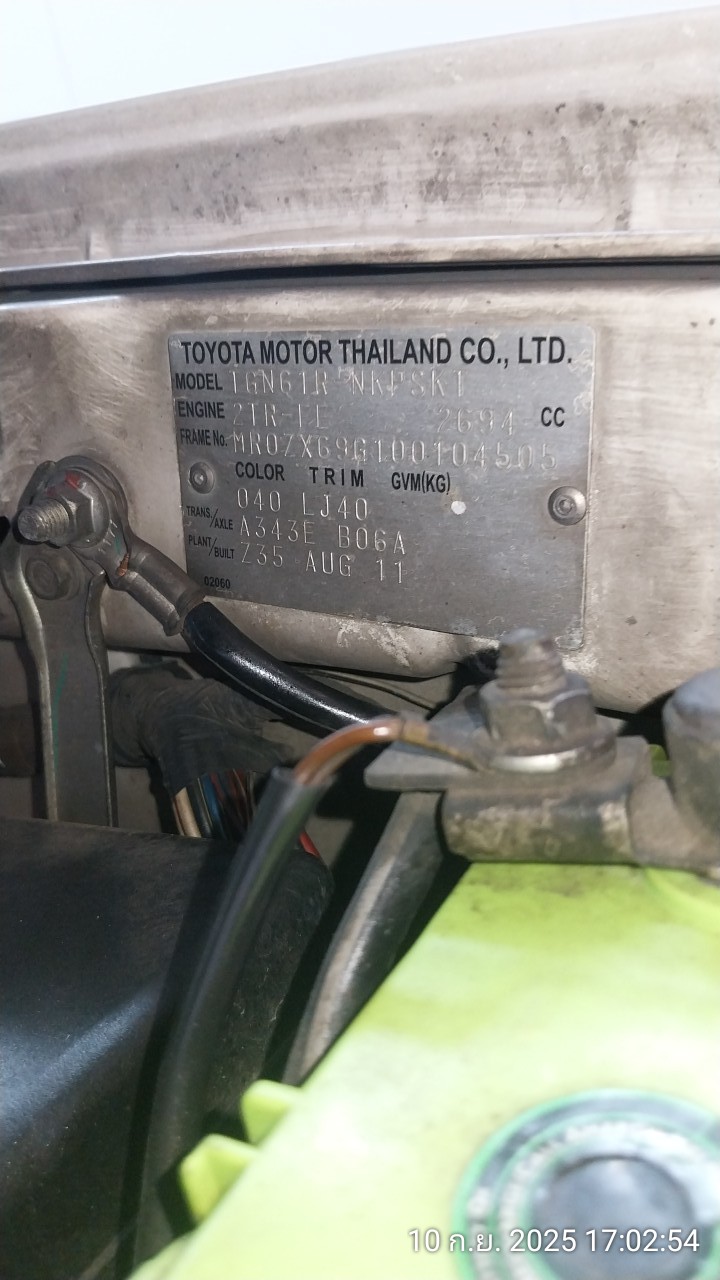 TOYOTA MOTOR THAILAND CO., LTD.
MODEL TGN61R NKPSKT
ENGINE 2TR-FE 2694 CC
FRAME No. MR0ZX69G100104505
COLOR TRIM GVM(KG)
040 LJ40
TRANS/AXLE A343E B06A
PLANT/BUILT Z35 AUG 11
02060
10 ก.ย. 2025 17:02:54